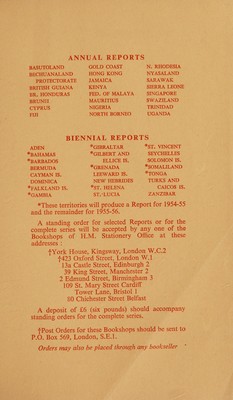 ANNUAL REPORTS
BASUTOLAND
BECHUANALAND
PROTECTORATE
BRITISH GUIANA
BR. HONDURAS
BRUNEI
CYPRUS
FIJI
GOLD COAST
HONG KONG
JAMAICA
KENYA
FED. OF MALAYA
MAURITIUS
NIGERIA
NORTH BORNEO
N. RHODESIA
NYASALAND
SARAWAK
SIERRA LEONE
SINGAPORE
SWAZILAND
TRINIDAD
UGANDA
BIENNIAL REPORTS
ADEN
*BAHAMAS
*BARBADOS
BERMUDA
CAYMAN IS.
DOMINICA
*FALKLAND IS.
*GAMBIA
*GIBRALTAR
*GILBERT AND
ELLICE IS.
*GRENADA
LEEWARD IS.
NEW HEBRIDES
*ST. HELENA
ST. LUCIA
*ST. VINCENT
SEYCHELLES
SOLOMON IS.
*SOMALILAND
*TONGA
TURKS AND
CAICOS IS.
ZANZIBAR
*These territories will produce a Report for 1954-55
and the remainder for 1955-56.
A standing order for selected Reports or for the
complete series will be accepted by any one of the
Bookshops of H.M. Stationery Office at these
addresses :
†York House, Kingsway, London W.C.2
†423 Oxford Street, London W.1
13a Castle Street, Edinburgh 2
39 King Street, Manchester 2
2 Edmund Street, Birmingham 3
109 St. Mary Street Cardiff
Tower Lane, Bristol 1
80 Chichester Street Belfast
A deposit of £6 (six pounds) should accompany
standing orders for the complete series.
†Post Orders for these Bookshops should be sent to
P.O. Box 569, London, S.E.1.
Orders may also be placed through any bookseller